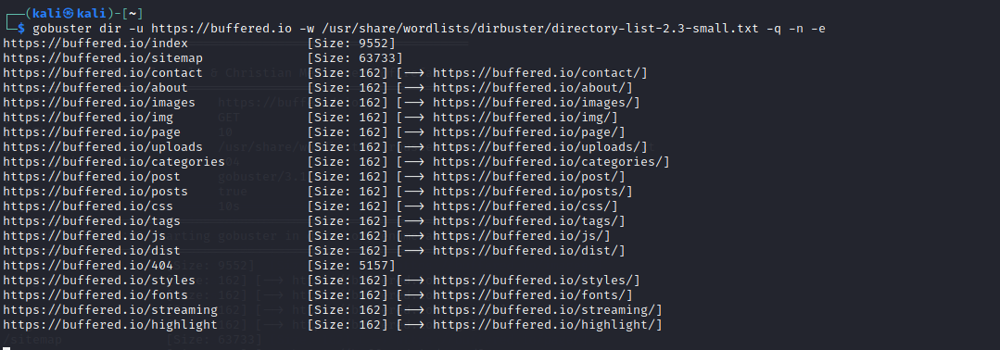 ┌──(kali㉿kali)-[~]
└─$ gobuster dir -u https://buffered.io -w /usr/share/wordlists/dirbuster/directory-list-2.3-small.txt -q -n -e
https://buffered.io/index                [Size: 9552]
https://buffered.io/sitemap              [Size: 63733]
https://buffered.io/contact              [Size: 162] [--> https://buffered.io/contact/]
https://buffered.io/about                [Size: 162] [--> https://buffered.io/about/]
https://buffered.io/images               [Size: 162] [--> https://buffered.io/images/]
https://buffered.io/img                  [Size: 162] [--> https://buffered.io/img/]
https://buffered.io/page                 [Size: 162] [--> https://buffered.io/page/]
https://buffered.io/uploads              [Size: 162] [--> https://buffered.io/uploads/]
https://buffered.io/categories           [Size: 162] [--> https://buffered.io/categories/]
https://buffered.io/post                 [Size: 162] [--> https://buffered.io/post/]
https://buffered.io/posts                [Size: 162] [--> https://buffered.io/posts/]
https://buffered.io/css                  [Size: 162] [--> https://buffered.io/css/]
https://buffered.io/tags                 [Size: 162] [--> https://buffered.io/tags/]
https://buffered.io/js                   [Size: 162] [--> https://buffered.io/js/]
https://buffered.io/dist                 [Size: 162] [--> https://buffered.io/dist/]
https://buffered.io/404                  [Size: 5157]
https://buffered.io/styles               [Size: 162] [--> https://buffered.io/styles/]
https://buffered.io/fonts                [Size: 162] [--> https://buffered.io/fonts/]
https://buffered.io/streaming            [Size: 162] [--> https://buffered.io/streaming/]
https://buffered.io/highlight            [Size: 162] [--> https://buffered.io/highlight/]
/sitemap                [Size: 63733]